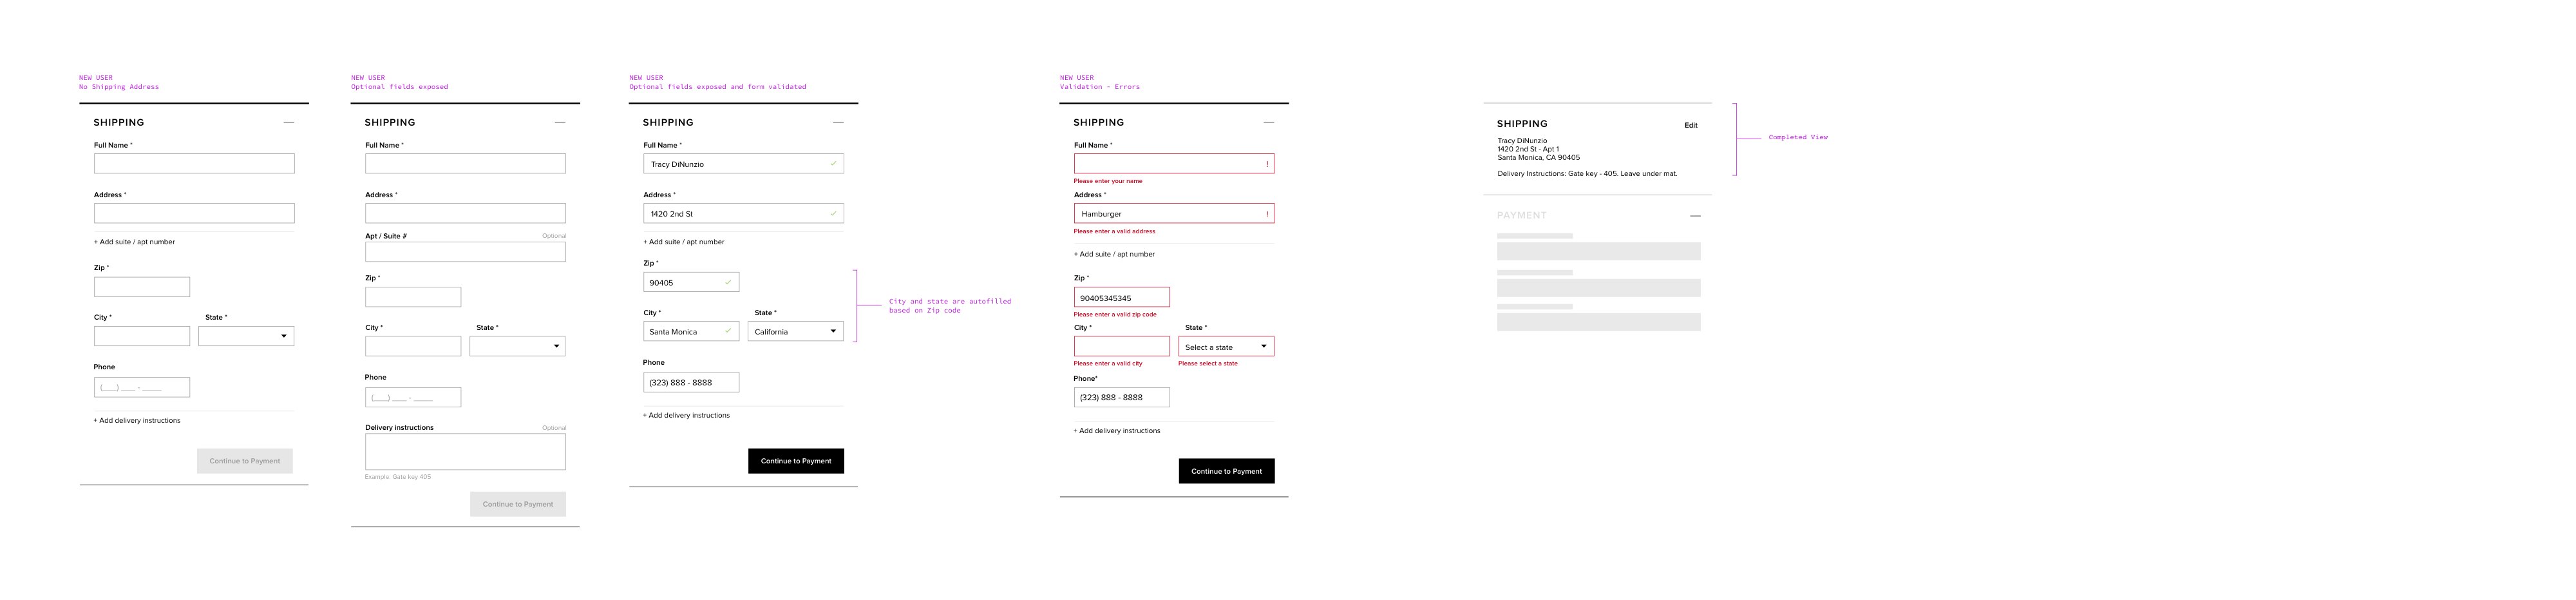 NEW USER
No Shipping Address
SHIPPING
Full Name *
Address *
+ Add suite / apt number
Zip *
City *
State *
Phone
(___) ___ - ____
+ Add delivery instructions
Continue to Payment
NEW USER
Optional fields exposed
SHIPPING
Full Name *
Address *
Apt / Suite #
Optional
Zip *
City *
State *
Phone
(___) ___ - ____
Delivery instructions
Optional
Example: Gate key 405
Continue to Payment
NEW USER
Optional fields exposed and form validated
SHIPPING
Full Name *
Tracy DiNunzio
Address *
1420 2nd St
+ Add suite / apt number
Zip *
90405
City *
State *
Santa Monica
California
Phone
(323) 888 - 8888
+ Add delivery instructions
Continue to Payment
City and state are autofilled
based on Zip code
NEW USER
Validation - Errors
SHIPPING
Full Name *
!
Please enter your name
Address *
Hamburger
!
Please enter a valid address
+ Add suite / apt number
Zip *
90405345345
Please enter a valid zip code
City *
State *
Select a state
Please enter a valid city
Please select a state
Phone*
(323) 888 - 8888
+ Add delivery instructions
Continue to Payment
SHIPPING
Edit
Tracy DiNunzio
1420 2nd St - Apt 1
Santa Monica, CA 90405
Delivery Instructions: Gate key - 405. Leave under mat.
Completed View
PAYMENT